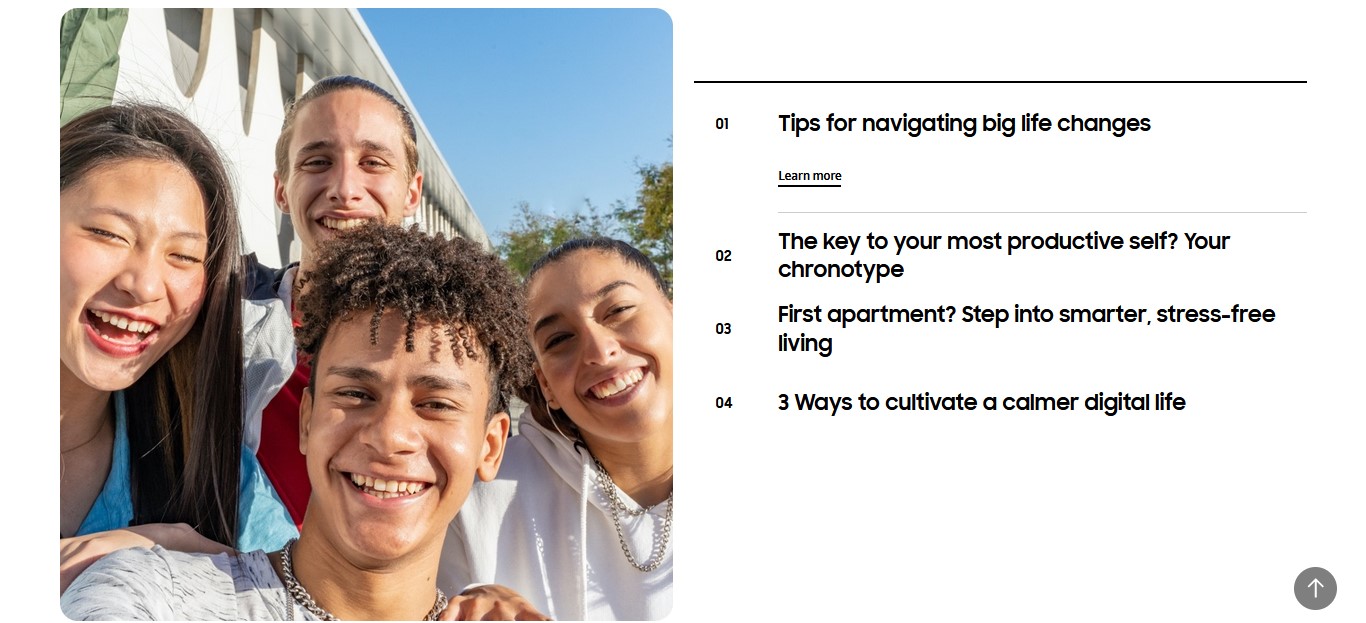 01
Tips for navigating big life changes
Learn more
02
The key to your most productive self? Your
chronotype
03
First apartment? Step into smarter, stress-free
living
04
3 Ways to cultivate a calmer digital life